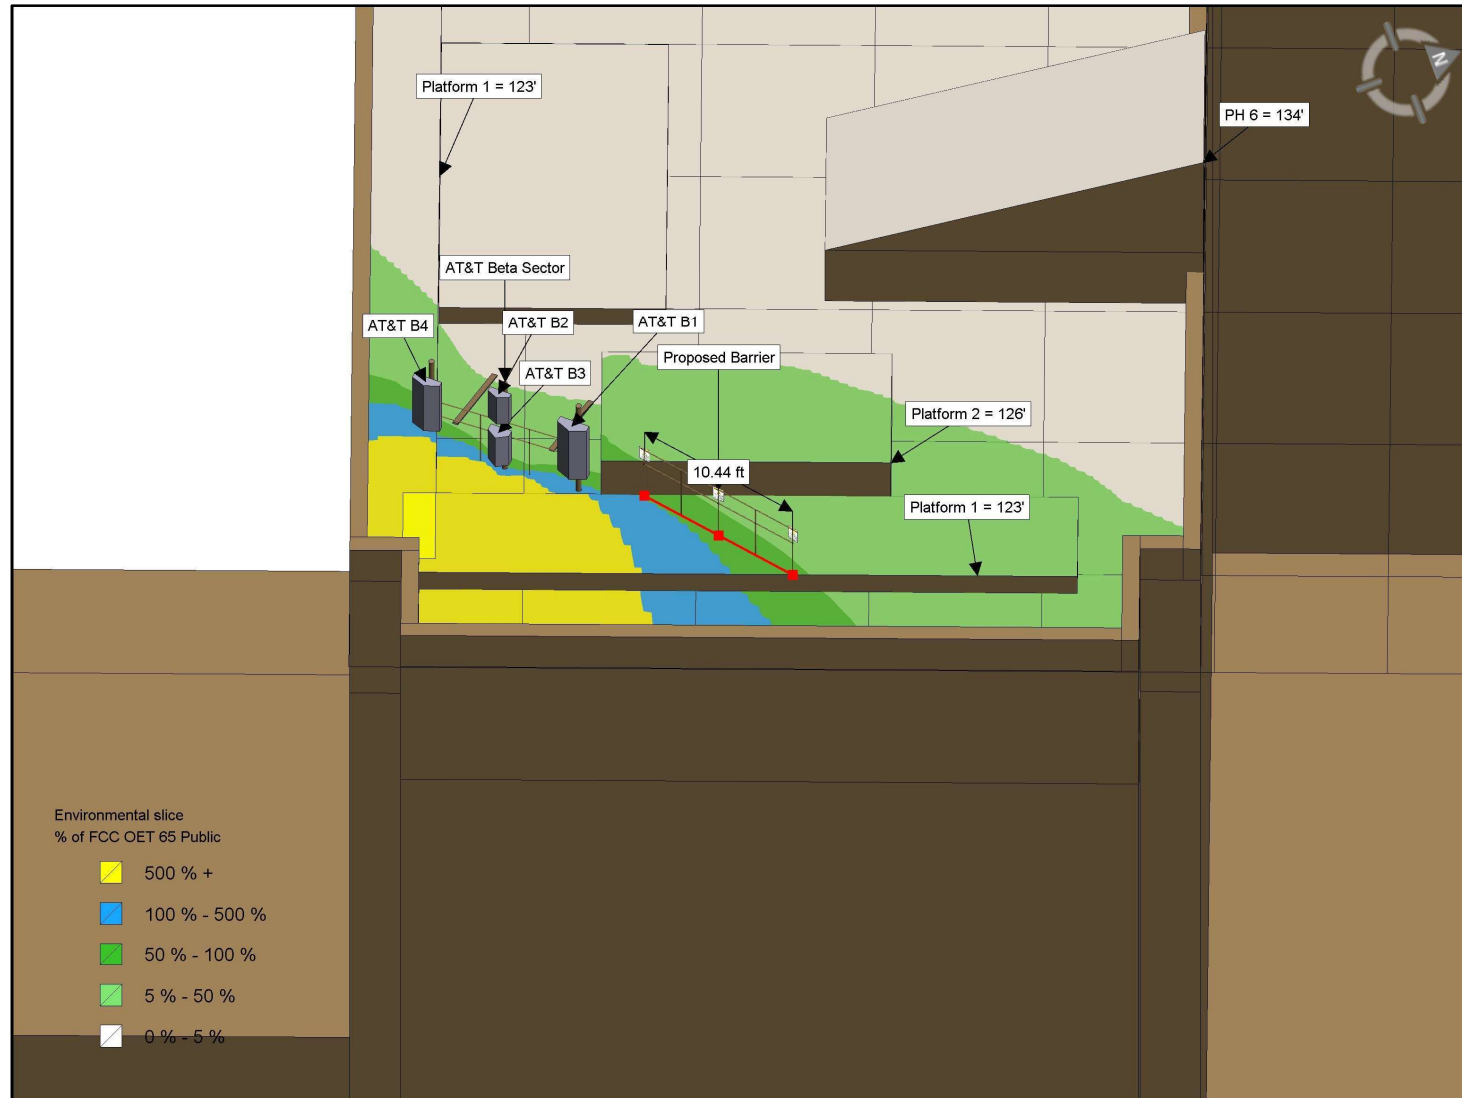 N
Platform 1 = 123'
PH 6 = 134'
AT&T Beta Sector
AT&T B4
AT&T B2
AT&T B1
Proposed Barrier
AT&T B3
Platform 2 = 126'
10.44 ft
Platform 1 = 123'
Environmental slice
% of FCC OET 65 Public
500 % +
100 % - 500 %
50 % - 100 %
5 % - 50 %
0 % - 5 %